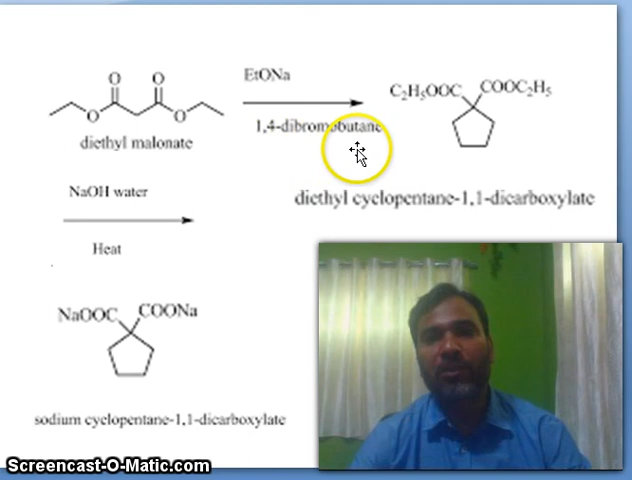 EtONa
O O
C₂H₅OOC COOC₂H₅
O O
1,4-dibromobutane
diethyl malonate
NaOH water
diethyl cyclopentane-1,1-dicarboxylate
Heat
NaOOC COONa
sodium cyclopentane-1,1-dicarboxylate
Screencast-O-Matic.com